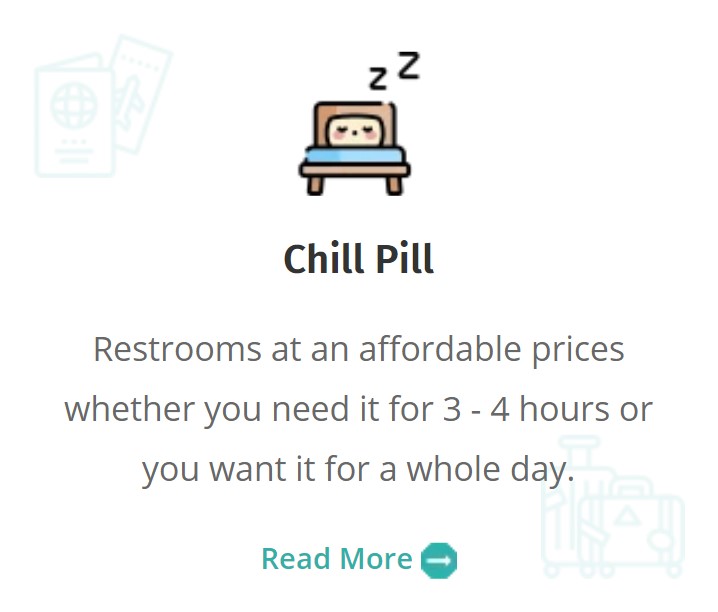 z Z
Chill Pill
Restrooms at an affordable prices
whether you need it for 3 - 4 hours or
you want it for a whole day.
Read More